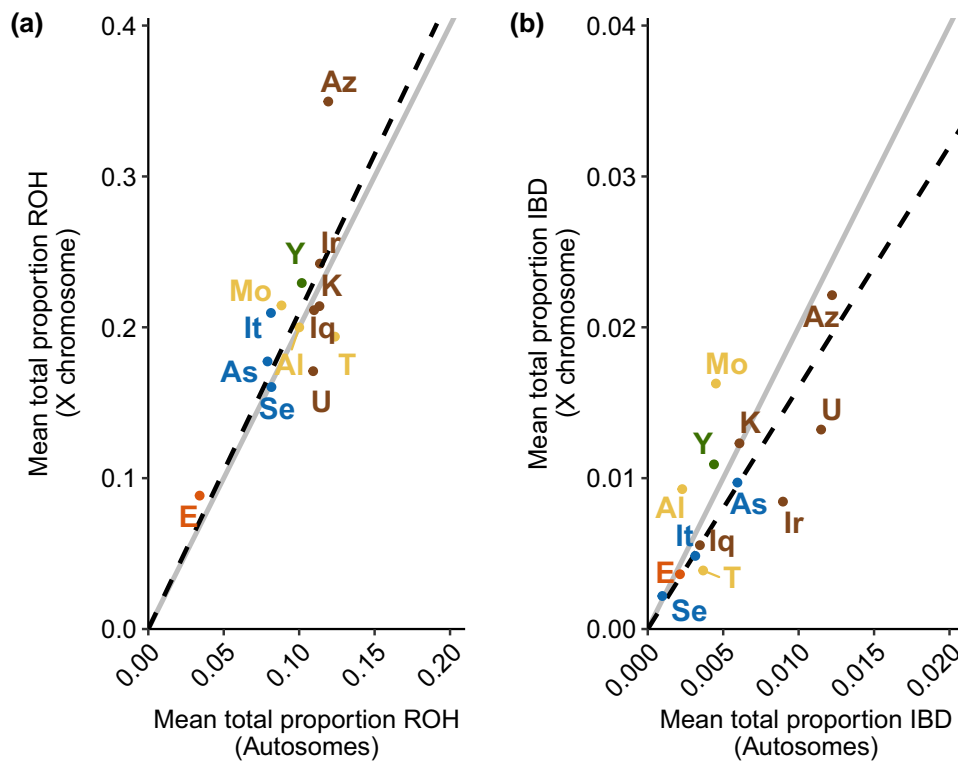 (a)
0.4
0.3
0.2
0.1
0.0
Mean total proportion ROH
(X chromosome)
Az
Ir
Y
K
Mo
It
Iq
Al
T
As
U
Se
E
0.00
0.05
0.10
0.15
0.20
Mean total proportion ROH
(Autosomes)
(b)
0.04
0.03
0.02
0.01
0.00
Mean total proportion IBD
(X chromosome)
Az
Mo
U
K
Y
Al
As
Ir
It
Iq
E
T
Se
0.000
0.005
0.010
0.015
0.020
Mean total proportion IBD
(Autosomes)